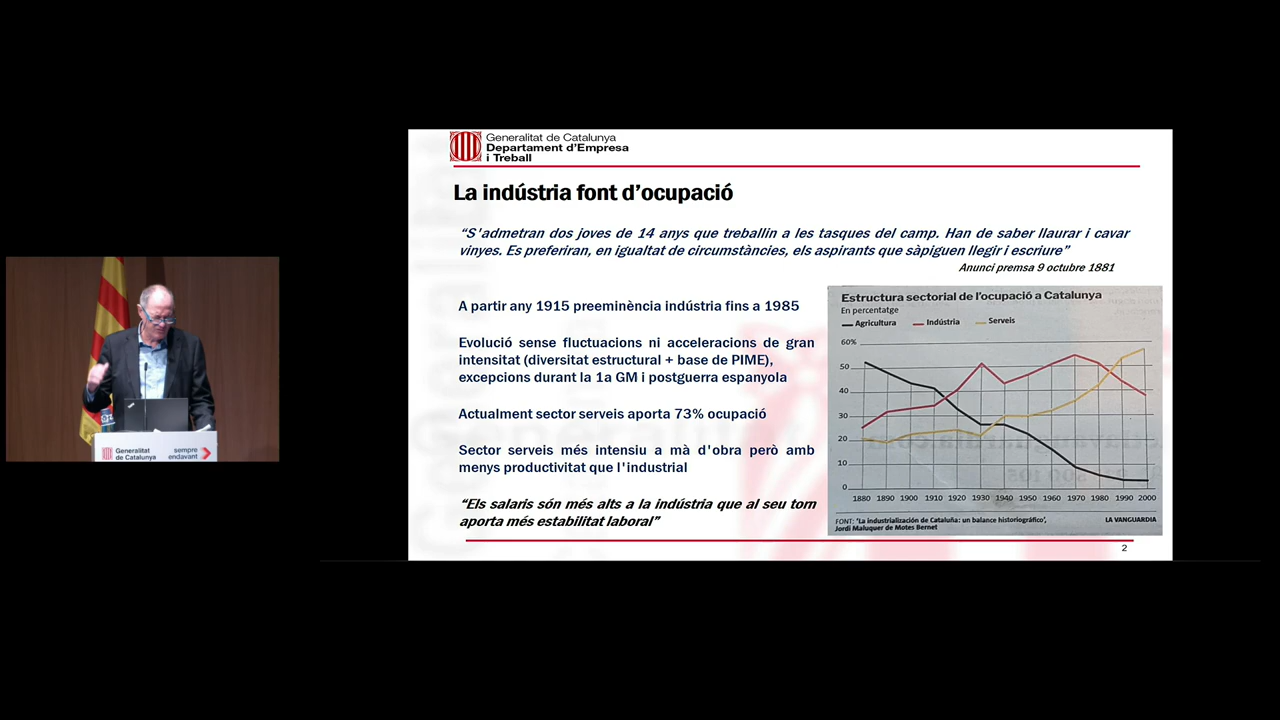 Generalitat de Catalunya
Departament d'Empresa
i Treball
La indústria font d'ocupació
“S'admetran dos joves de 14 anys que treballin a les tasques del camp. Han de saber llaurar i cavar
vinyes. Es preferiran, en igualtat de circumstàncies, els aspirants que sàpiguen llegir i escriure”
Anunci premsa 9 octubre 1881
A partir any 1915 preeminència indústria fins a 1985
Evolució sense fluctuacions ni acceleracions de gran
intensitat (diversitat estructural + base de PIME),
excepcions durant la 1a GM i postguerra espanyola
Actualment sector serveis aporta 73% ocupació
Sector serveis més intensiu a mà d'obra però amb
menys productivitat que l'industrial
“Els salaris són més alts a la indústria que al seu torn
aporta més estabilitat laboral”
Estructura sectorial de l'ocupació a Catalunya
En percentatge
Agricultura Indústria Serveis
60%
50
40
30
20
10
0
1880 1890 1900 1910 1920 1930 1940 1950 1960 1970 1980 1990 2000
FONT: 'La industrialización de Cataluña: un balance historiográfico',
Jordi Maluquer de Motes Bernet
LA VANGUARDIA
2
Generalitat
de Catalunya
sempre
endavant